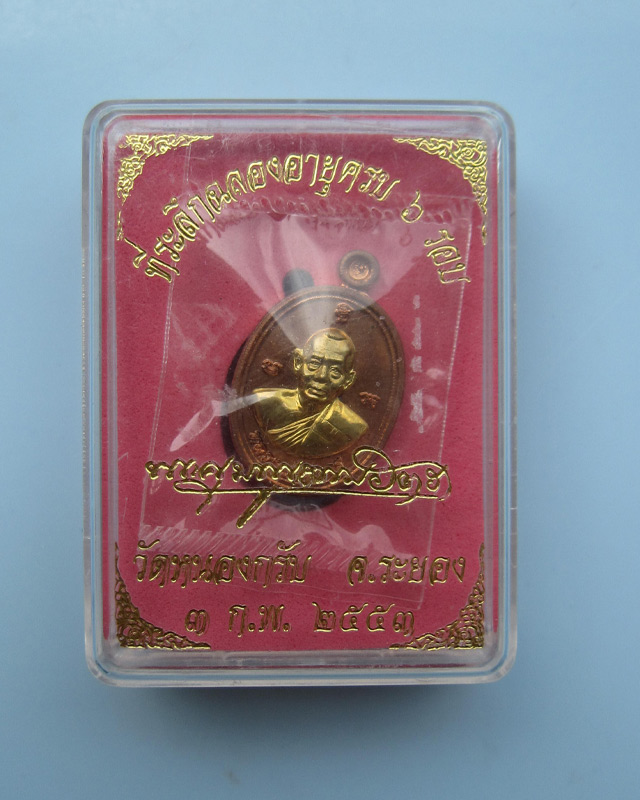 ที่ระลึกฉลองอายุครบ ๖ รอบ
วัดหนองกรับ จ.ระยอง
๓ ก.พ. ๒๕๕๓